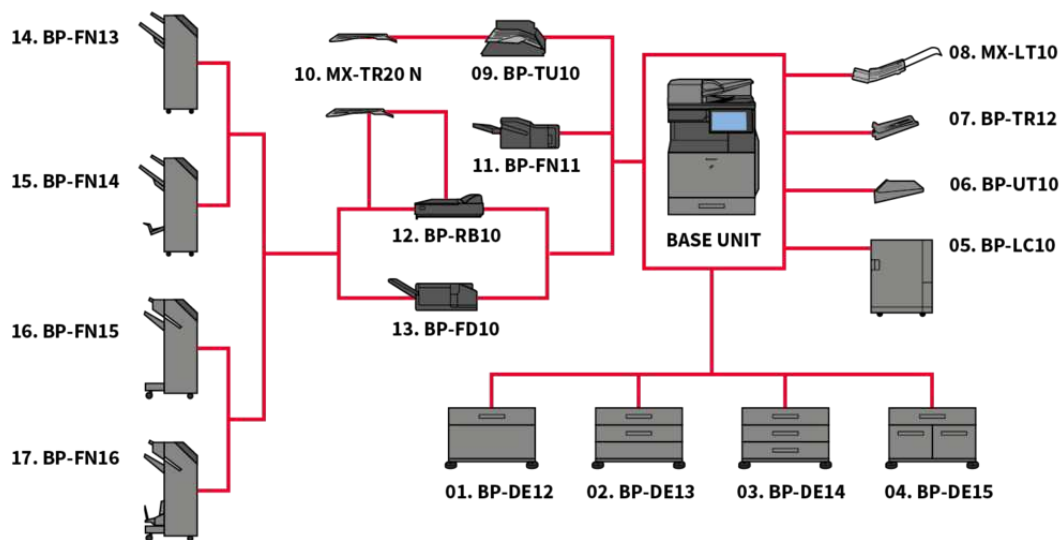 14. BP-FN13
10. MX-TR20 N
09. BP-TU10
08. MX-LT10
07. BP-TR12
11. BP-FN11
15. BP-FN14
06. BP-UT10
12. BP-RB10
BASE UNIT
05. BP-LC10
16. BP-FN15
13. BP-FD10
17. BP-FN16
01. BP-DE12
02. BP-DE13
03. BP-DE14
04. BP-DE15